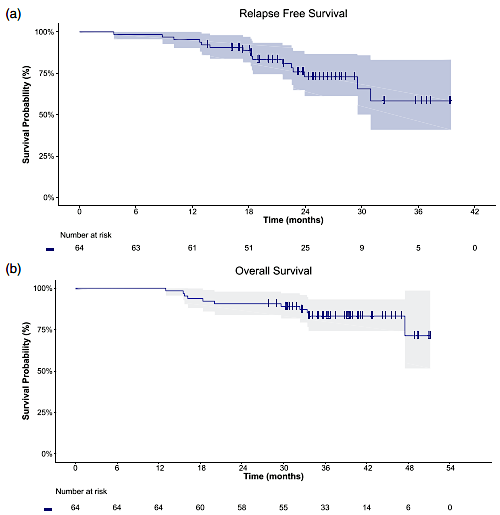 (a)
Relapse Free Survival
Survival Probability (%)
100%
75%
50%
25%
0%
0 6 12 18 24 30 36 42
Time (months)
Number at risk
64 63 61 51 25 9 5 0
(b)
Overall Survival
Survival Probability (%)
100%
75%
50%
25%
0%
0 6 12 18 24 30 36 42 48 54
Time (months)
Number at risk
64 64 64 60 58 55 33 14 6 0